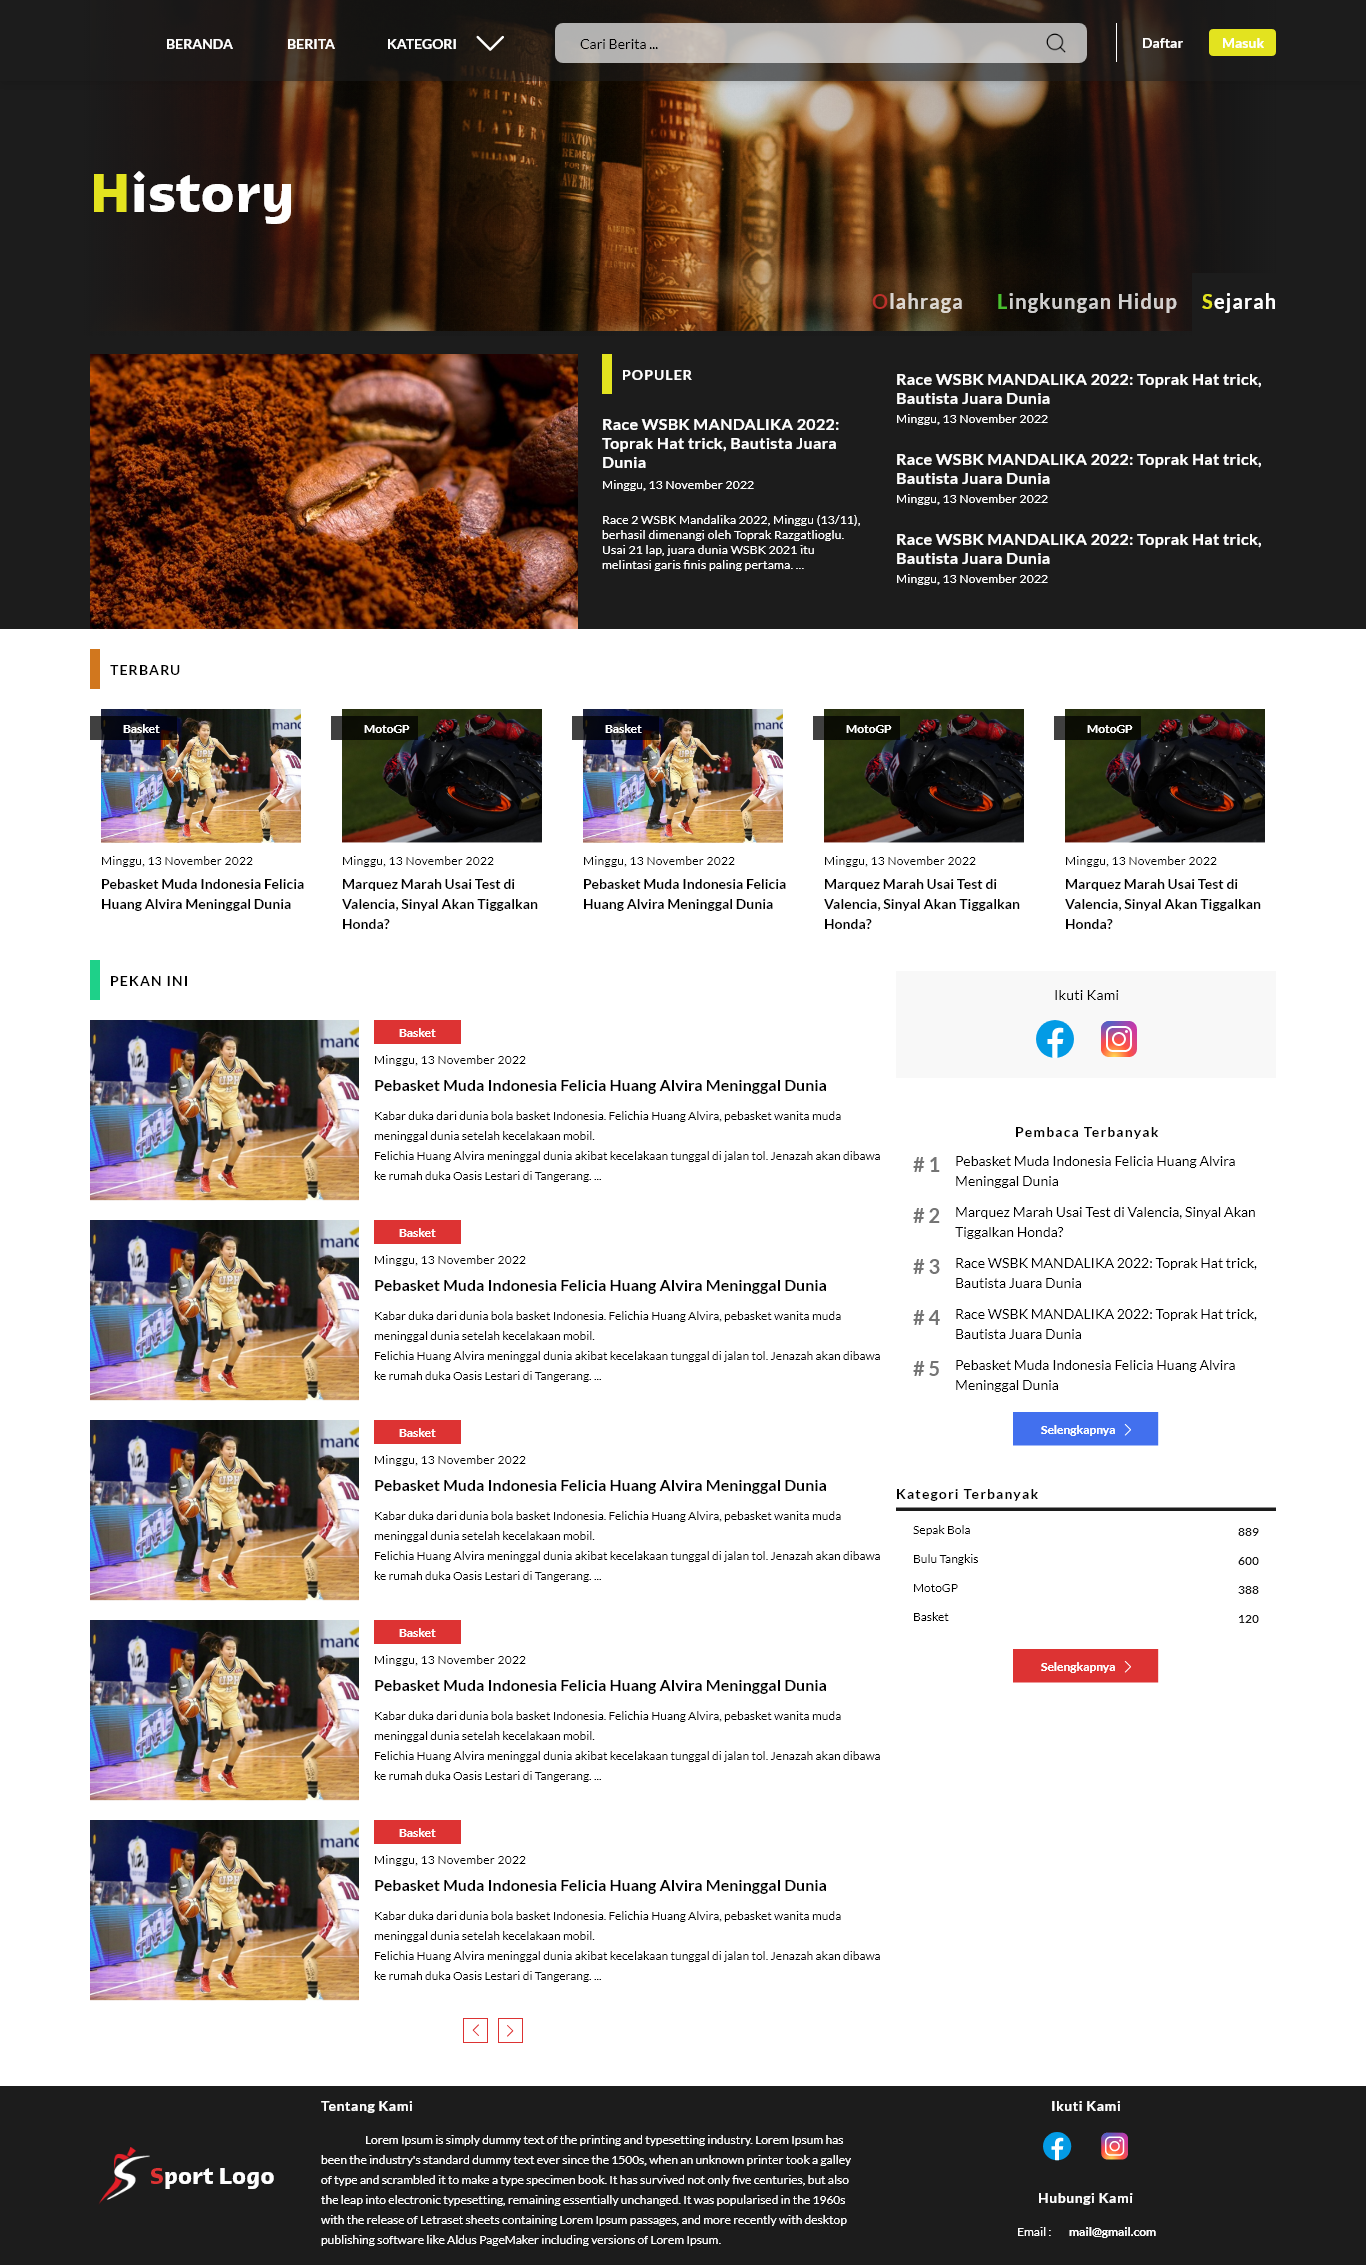 BERANDA
BERITA
KATEGORI
Cari Berita ...
Daftar
Masuk
WRITINGS
SLAVERY
WILLIAM JAY.
History
Olahraga
Lingkungan Hidup
Sejarah
POPULER
Race WSBK MANDALIKA 2022:
Toprak Hat trick, Bautista Juara
Dunia
Minggu, 13 November 2022
Race 2 WSBK Mandalika 2022, Minggu (13/11),
berhasil dimenangi oleh Toprak Razgatlioglu.
Usai 21 lap, juara dunia WSBK 2021 itu
melintasi garis finis paling pertama. ...
Race WSBK MANDALIKA 2022: Toprak Hat trick,
Bautista Juara Dunia
Minggu, 13 November 2022
Race WSBK MANDALIKA 2022: Toprak Hat trick,
Bautista Juara Dunia
Minggu, 13 November 2022
Race WSBK MANDALIKA 2022: Toprak Hat trick,
Bautista Juara Dunia
Minggu, 13 November 2022
TERBARU
Basket
Minggu, 13 November 2022
Pebasket Muda Indonesia Felicia
Huang Alvira Meninggal Dunia
MotoGP
Minggu, 13 November 2022
Marquez Marah Usai Test di
Valencia, Sinyal Akan Tiggalkan
Honda?
Basket
Minggu, 13 November 2022
Pebasket Muda Indonesia Felicia
Huang Alvira Meninggal Dunia
MotoGP
Minggu, 13 November 2022
Marquez Marah Usai Test di
Valencia, Sinyal Akan Tiggalkan
Honda?
MotoGP
Minggu, 13 November 2022
Marquez Marah Usai Test di
Valencia, Sinyal Akan Tiggalkan
Honda?
PEKAN INI
Basket
Minggu, 13 November 2022
Pebasket Muda Indonesia Felicia Huang Alvira Meninggal Dunia
Kabar duka dari dunia bola basket Indonesia. Felichia Huang Alvira, pebasket wanita muda
meninggal dunia setelah kecelakaan mobil.
Felichia Huang Alvira meninggal dunia akibat kecelakaan tunggal di jalan tol. Jenazah akan dibawa
ke rumah duka Oasis Lestari di Tangerang. ...
Basket
Minggu, 13 November 2022
Pebasket Muda Indonesia Felicia Huang Alvira Meninggal Dunia
Kabar duka dari dunia bola basket Indonesia. Felichia Huang Alvira, pebasket wanita muda
meninggal dunia setelah kecelakaan mobil.
Felichia Huang Alvira meninggal dunia akibat kecelakaan tunggal di jalan tol. Jenazah akan dibawa
ke rumah duka Oasis Lestari di Tangerang. ...
Basket
Minggu, 13 November 2022
Pebasket Muda Indonesia Felicia Huang Alvira Meninggal Dunia
Kabar duka dari dunia bola basket Indonesia. Felichia Huang Alvira, pebasket wanita muda
meninggal dunia setelah kecelakaan mobil.
Felichia Huang Alvira meninggal dunia akibat kecelakaan tunggal di jalan tol. Jenazah akan dibawa
ke rumah duka Oasis Lestari di Tangerang. ...
Basket
Minggu, 13 November 2022
Pebasket Muda Indonesia Felicia Huang Alvira Meninggal Dunia
Kabar duka dari dunia bola basket Indonesia. Felichia Huang Alvira, pebasket wanita muda
meninggal dunia setelah kecelakaan mobil.
Felichia Huang Alvira meninggal dunia akibat kecelakaan tunggal di jalan tol. Jenazah akan dibawa
ke rumah duka Oasis Lestari di Tangerang. ...
Basket
Minggu, 13 November 2022
Pebasket Muda Indonesia Felicia Huang Alvira Meninggal Dunia
Kabar duka dari dunia bola basket Indonesia. Felichia Huang Alvira, pebasket wanita muda
meninggal dunia setelah kecelakaan mobil.
Felichia Huang Alvira meninggal dunia akibat kecelakaan tunggal di jalan tol. Jenazah akan dibawa
ke rumah duka Oasis Lestari di Tangerang. ...
Ikuti Kami
Pembaca Terbanyak
# 1 Pebasket Muda Indonesia Felicia Huang Alvira
Meninggal Dunia
# 2 Marquez Marah Usai Test di Valencia, Sinyal Akan
Tiggalkan Honda?
# 3 Race WSBK MANDALIKA 2022: Toprak Hat trick,
Bautista Juara Dunia
# 4 Race WSBK MANDALIKA 2022: Toprak Hat trick,
Bautista Juara Dunia
# 5 Pebasket Muda Indonesia Felicia Huang Alvira
Meninggal Dunia
Selengkapnya
Kategori Terbanyak
Sepak Bola 889
Bulu Tangkis 600
MotoGP 388
Basket 120
Selengkapnya
Sport Logo
Tentang Kami
Lorem Ipsum is simply dummy text of the printing and typesetting industry. Lorem Ipsum has
been the industry's standard dummy text ever since the 1500s, when an unknown printer took a galley
of type and scrambled it to make a type specimen book. It has survived not only five centuries, but also
the leap into electronic typesetting, remaining essentially unchanged. It was popularised in the 1960s
with the release of Letraset sheets containing Lorem Ipsum passages, and more recently with desktop
publishing software like Aldus PageMaker including versions of Lorem Ipsum.
Ikuti Kami
Hubungi Kami
Email : mail@gmail.com